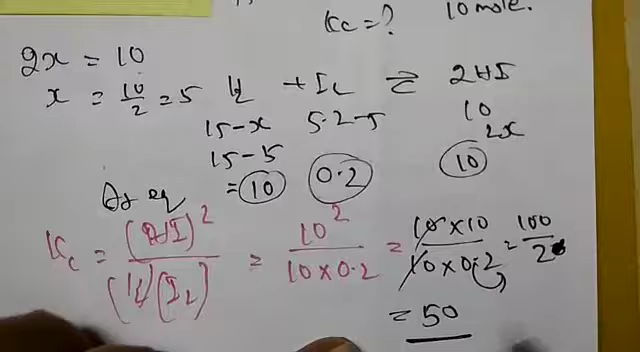 Kc = ? 10 mole.
2x = 10
x = 10/2 = 5 H2 + I2 ⇌ 2HI
15-x 5.2-5 10
2x
15-5
At eq = 10 0.2 10
Kc = (HI)^2/(H2)(I2) = 10^2/10×0.2 = 10×10/10×0.2 = 100/2
= 50